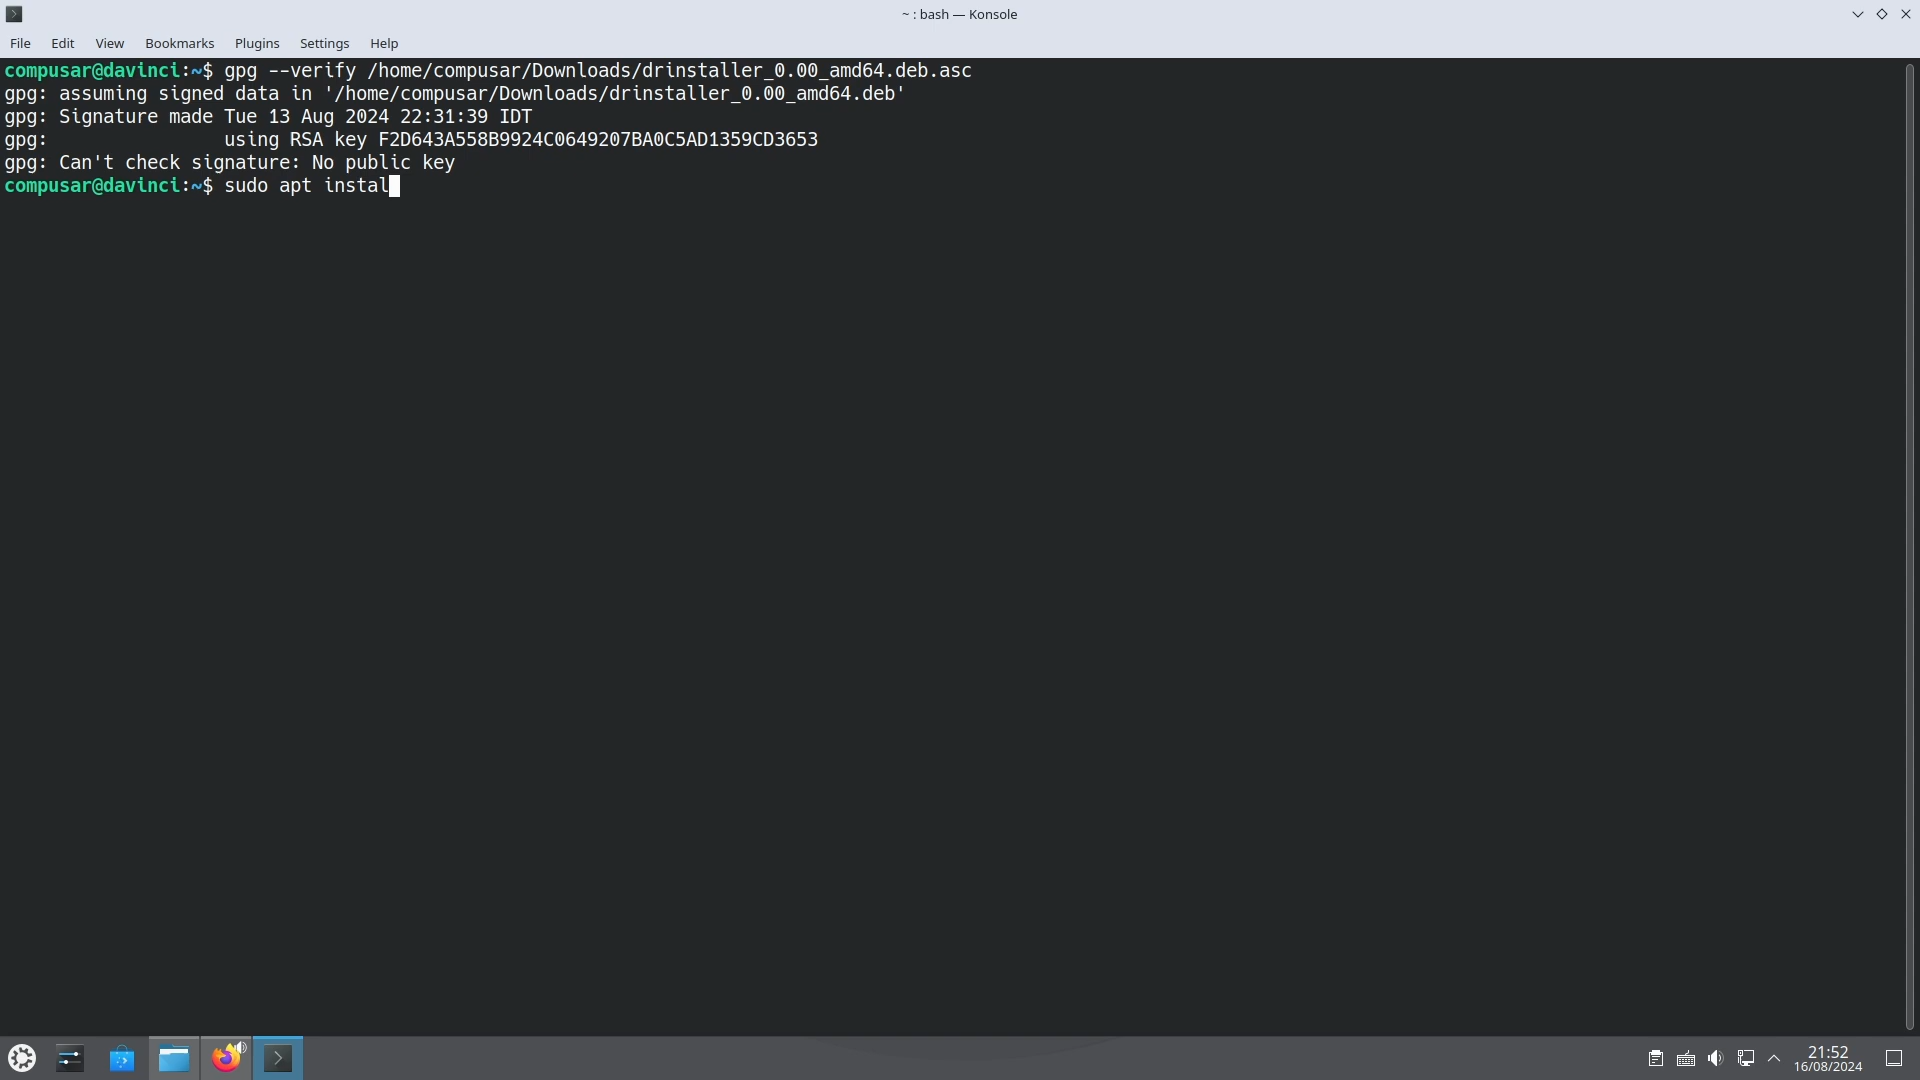 ~ : bash — Konsole
File Edit View Bookmarks Plugins Settings Help
compusar@davinci:~$ gpg --verify /home/compusar/Downloads/drinstaller_0.00_amd64.deb.asc
gpg: assuming signed data in '/home/compusar/Downloads/drinstaller_0.00_amd64.deb'
gpg: Signature made Tue 13 Aug 2024 22:31:39 IDT
gpg:                using RSA key F2D643A558B9924C0649207BA0C5AD1359CD3653
gpg: Can't check signature: No public key
compusar@davinci:~$ sudo apt instal
21:52
16/08/2024